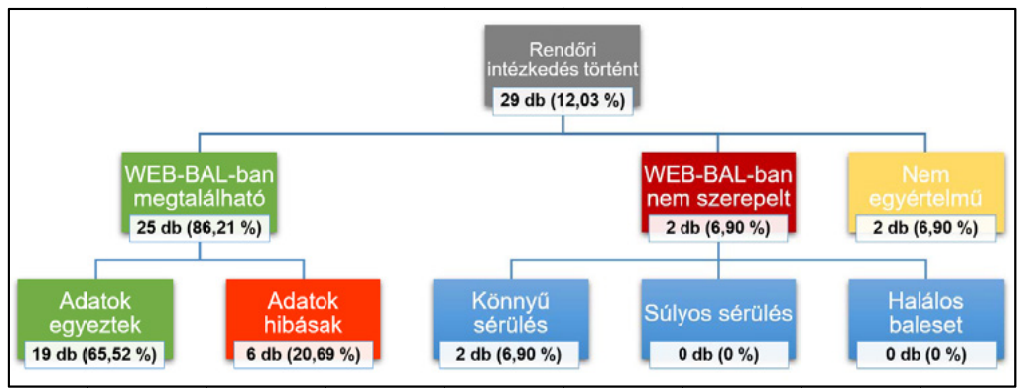 Rendőri
intézkedés történt
29 db (12,03 %)
WEB-BAL-ban
megtalálható
25 db (86,21 %)
WEB-BAL-ban
nem szerepelt
2 db (6,90 %)
Nem
egyértelmű
2 db (6,90 %)
Adatok
egyeztek
19 db (65,52 %)
Adatok
hibásak
6 db (20,69 %)
Könnyű
sérülés
2 db (6,90 %)
Súlyos sérülés
0 db (0 %)
Halálos
baleset
0 db (0 %)